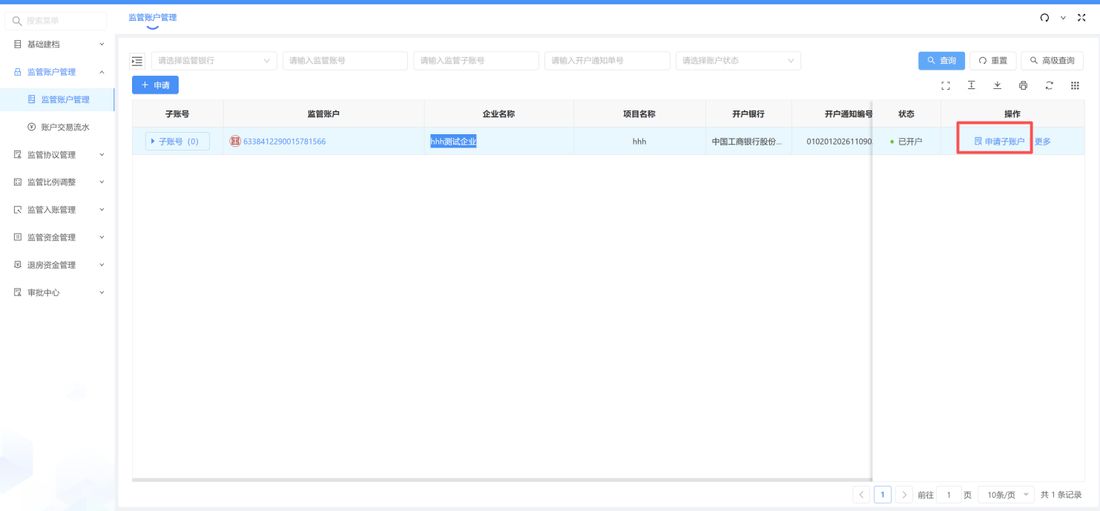 搜索菜单
监管账户管理
基础建档
监管账户管理
监管账户管理
账户交易流水
监管协议管理
监管比例调整
监管入账管理
监管资金管理
退房资金管理
审批中心
请选择监管银行
请输入监管账号
请输入监管子账号
请输入开户通知单号
请选择账户状态
查询
重置
高级查询
申请
子账号 监管账户 企业名称 项目名称 开户银行 开户通知编号 状态 操作
子账号（0） 6338412290015781566 hhh测试企业 hhh 中国工商银行股份... 010201202611090 已开户 申请子账户 更多
1 前往 1 页 10条/页 共 1 条记录